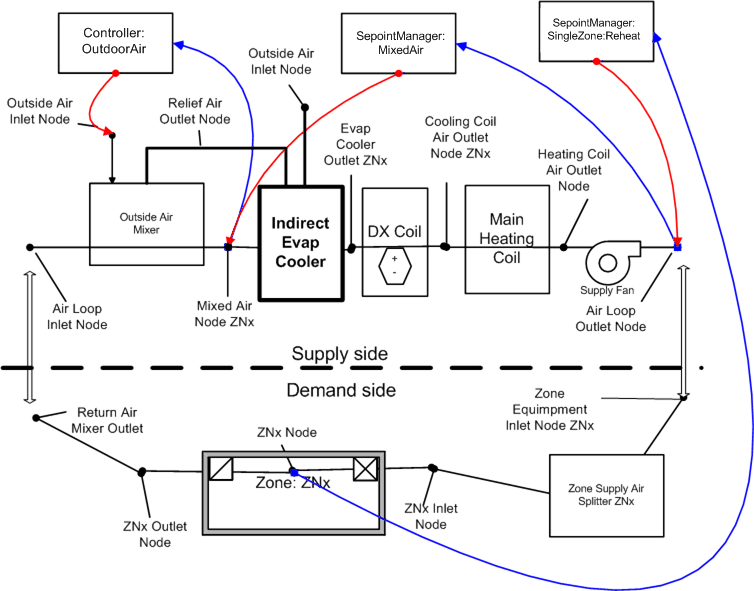 Controller:
OutdoorAir
SepointManager:
MixedAir
SepointManager:
SingleZone:Reheat
Outside Air
Inlet Node
Outside Air
Inlet Node
Relief Air
Outlet Node
Evap
Cooler
Outlet ZNx
Cooling Coil
Air Outlet
Node ZNx
Heating Coil
Air Outlet
Node
Outside Air
Mixer
Indirect
Evap
Cooler
DX Coil
+
-
Main
Heating
Coil
Supply Fan
Air Loop
Inlet Node
Mixed Air
Node ZNx
Air Loop
Outlet Node
Supply side
Demand side
Return Air
Mixer Outlet
ZNx Node
Zone
Equimpment
Inlet Node ZNx
Zone: ZNx
ZNx Outlet
Node
ZNx Inlet
Node
Zone Supply Air
Splitter ZNx